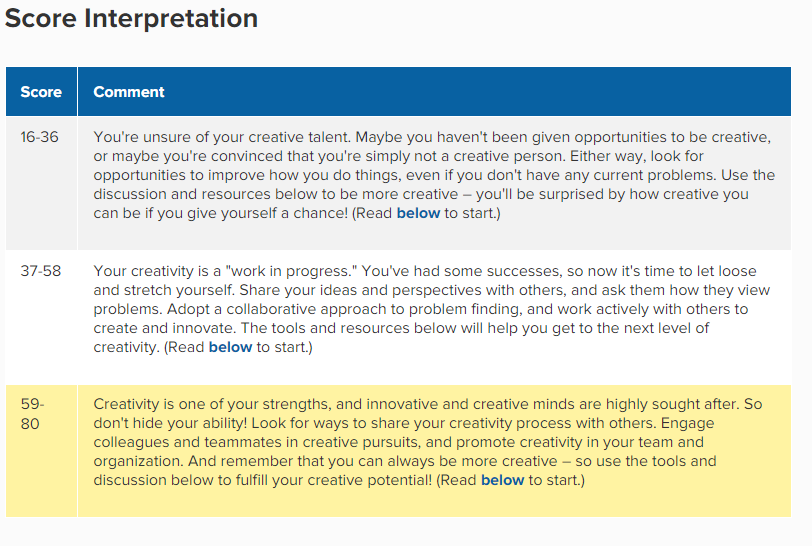 Score Interpretation
Score Comment
16-36 You're unsure of your creative talent. Maybe you haven't been given opportunities to be creative,
or maybe you're convinced that you're simply not a creative person. Either way, look for
opportunities to improve how you do things, even if you don't have any current problems. Use the
discussion and resources below to be more creative – you'll be surprised by how creative you
can be if you give yourself a chance! (Read below to start.)
37-58 Your creativity is a "work in progress." You've had some successes, so now it's time to let loose
and stretch yourself. Share your ideas and perspectives with others, and ask them how they view
problems. Adopt a collaborative approach to problem finding, and work actively with others to
create and innovate. The tools and resources below will help you get to the next level of
creativity. (Read below to start.)
59- Creativity is one of your strengths, and innovative and creative minds are highly sought after. So
80 don't hide your ability! Look for ways to share your creativity process with others. Engage
colleagues and teammates in creative pursuits, and promote creativity in your team and
organization. And remember that you can always be more creative – so use the tools and
discussion below to fulfill your creative potential! (Read below to start.)